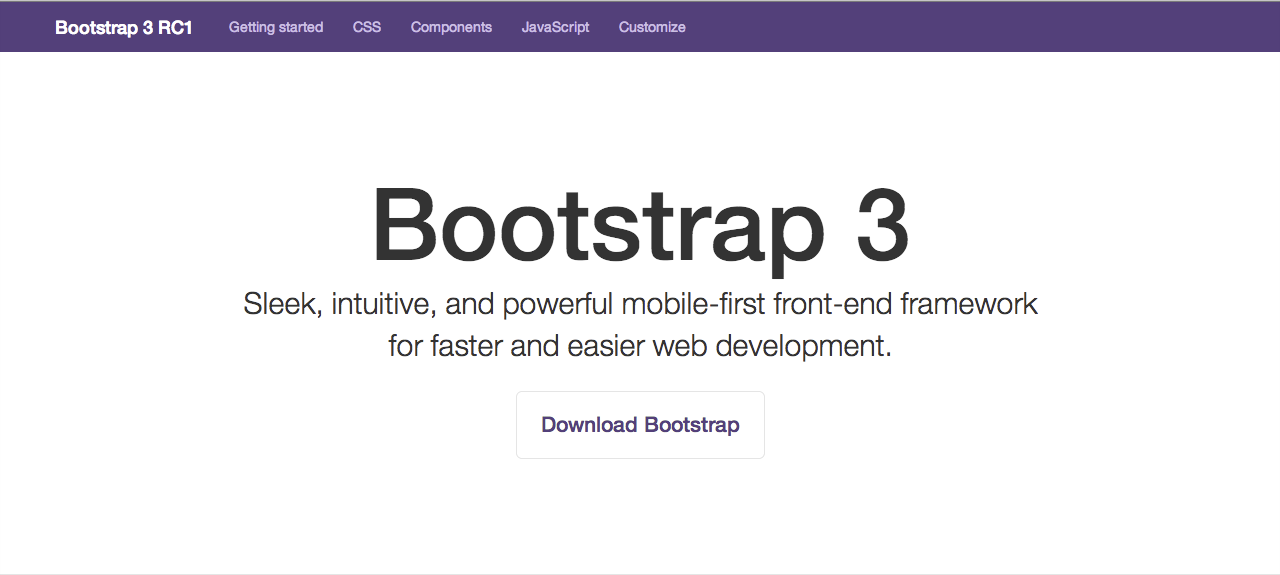 Bootstrap 3 RC1 Getting started CSS Components JavaScript Customize
Bootstrap 3
Sleek, intuitive, and powerful mobile-first front-end framework
for faster and easier web development.
Download Bootstrap